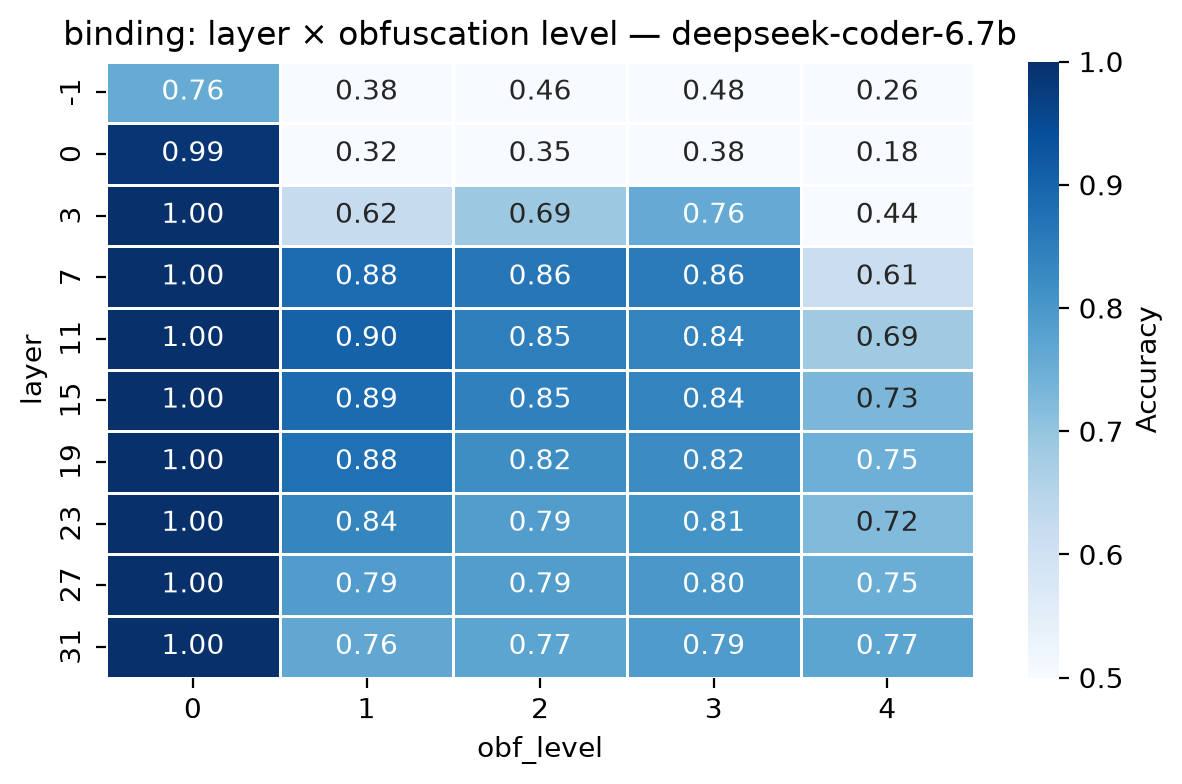 binding: layer × obfuscation level — deepseek-coder-6.7b
-1 0.76 0.38 0.46 0.48 0.26
0 0.99 0.32 0.35 0.38 0.18
3 1.00 0.62 0.69 0.76 0.44
7 1.00 0.88 0.86 0.86 0.61
11 1.00 0.90 0.85 0.84 0.69
15 1.00 0.89 0.85 0.84 0.73
19 1.00 0.88 0.82 0.82 0.75
23 1.00 0.84 0.79 0.81 0.72
27 1.00 0.79 0.79 0.80 0.75
31 1.00 0.76 0.77 0.79 0.77
layer
0 1 2 3 4
obf_level
1.0
0.9
0.8
0.7
0.6
0.5
Accuracy